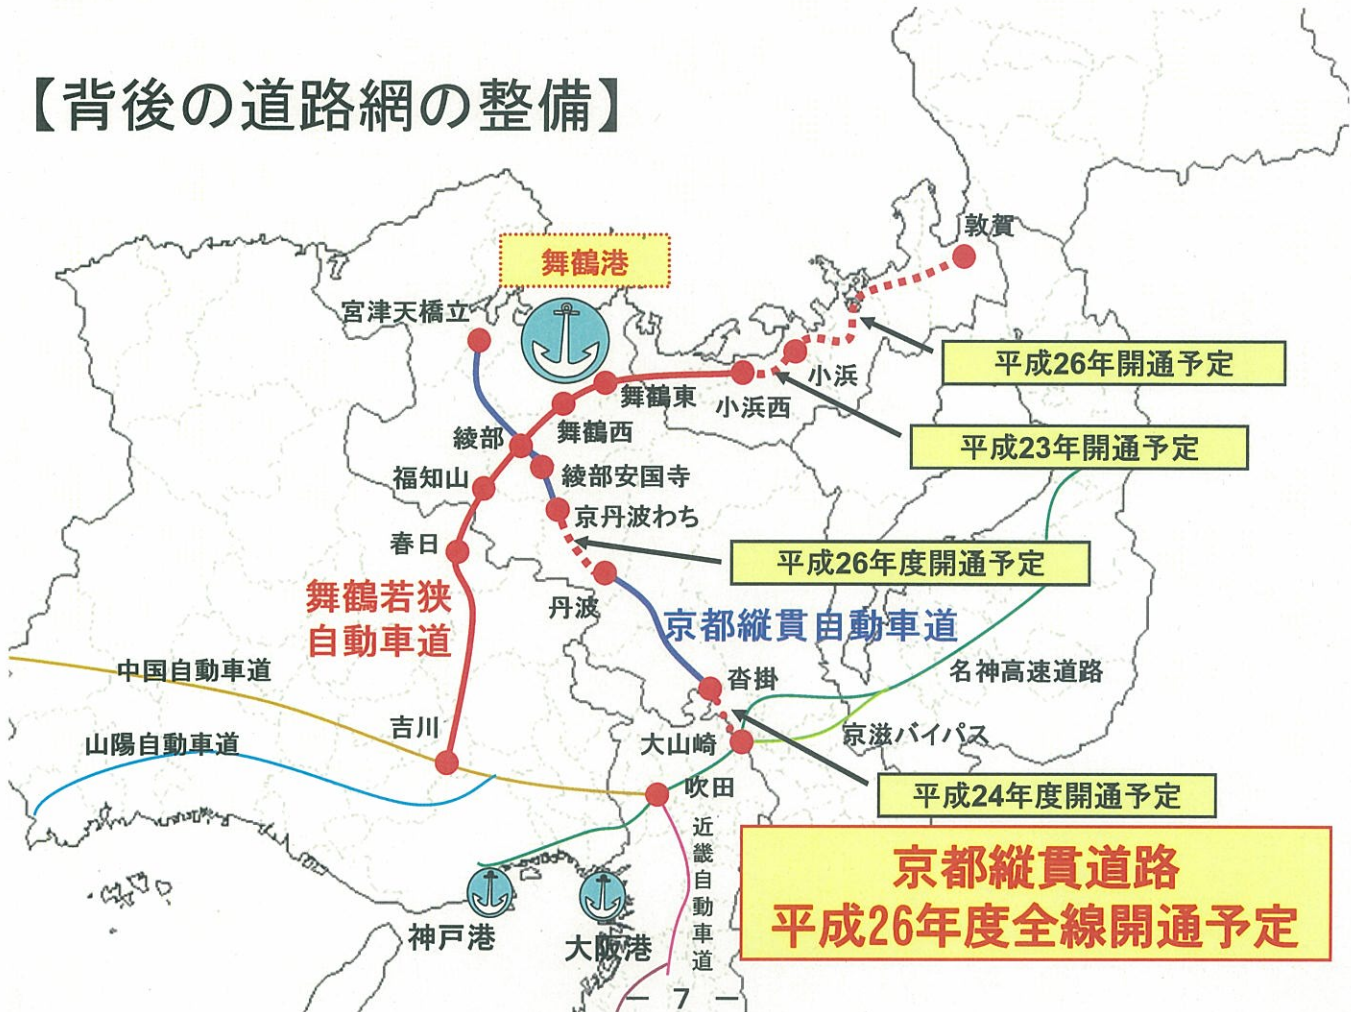 【背後の道路網の整備】
敦賀
舞鶴港
宮津天橋立
平成26年開通予定
小浜
舞鶴東
小浜西
舞鶴西
平成23年開通予定
綾部
綾部安国寺
福知山
京丹波わち
春日
平成26年度開通予定
舞鶴若狭
自動車道
丹波
京都縦貫自動車道
中国自動車道
沓掛
名神高速道路
吉川
山陽自動車道
大山崎
京滋バイパス
吹田
平成24年度開通予定
近畿自動車道
京都縦貫道路
平成26年度全線開通予定
神戸港
大阪港
― 7 ―